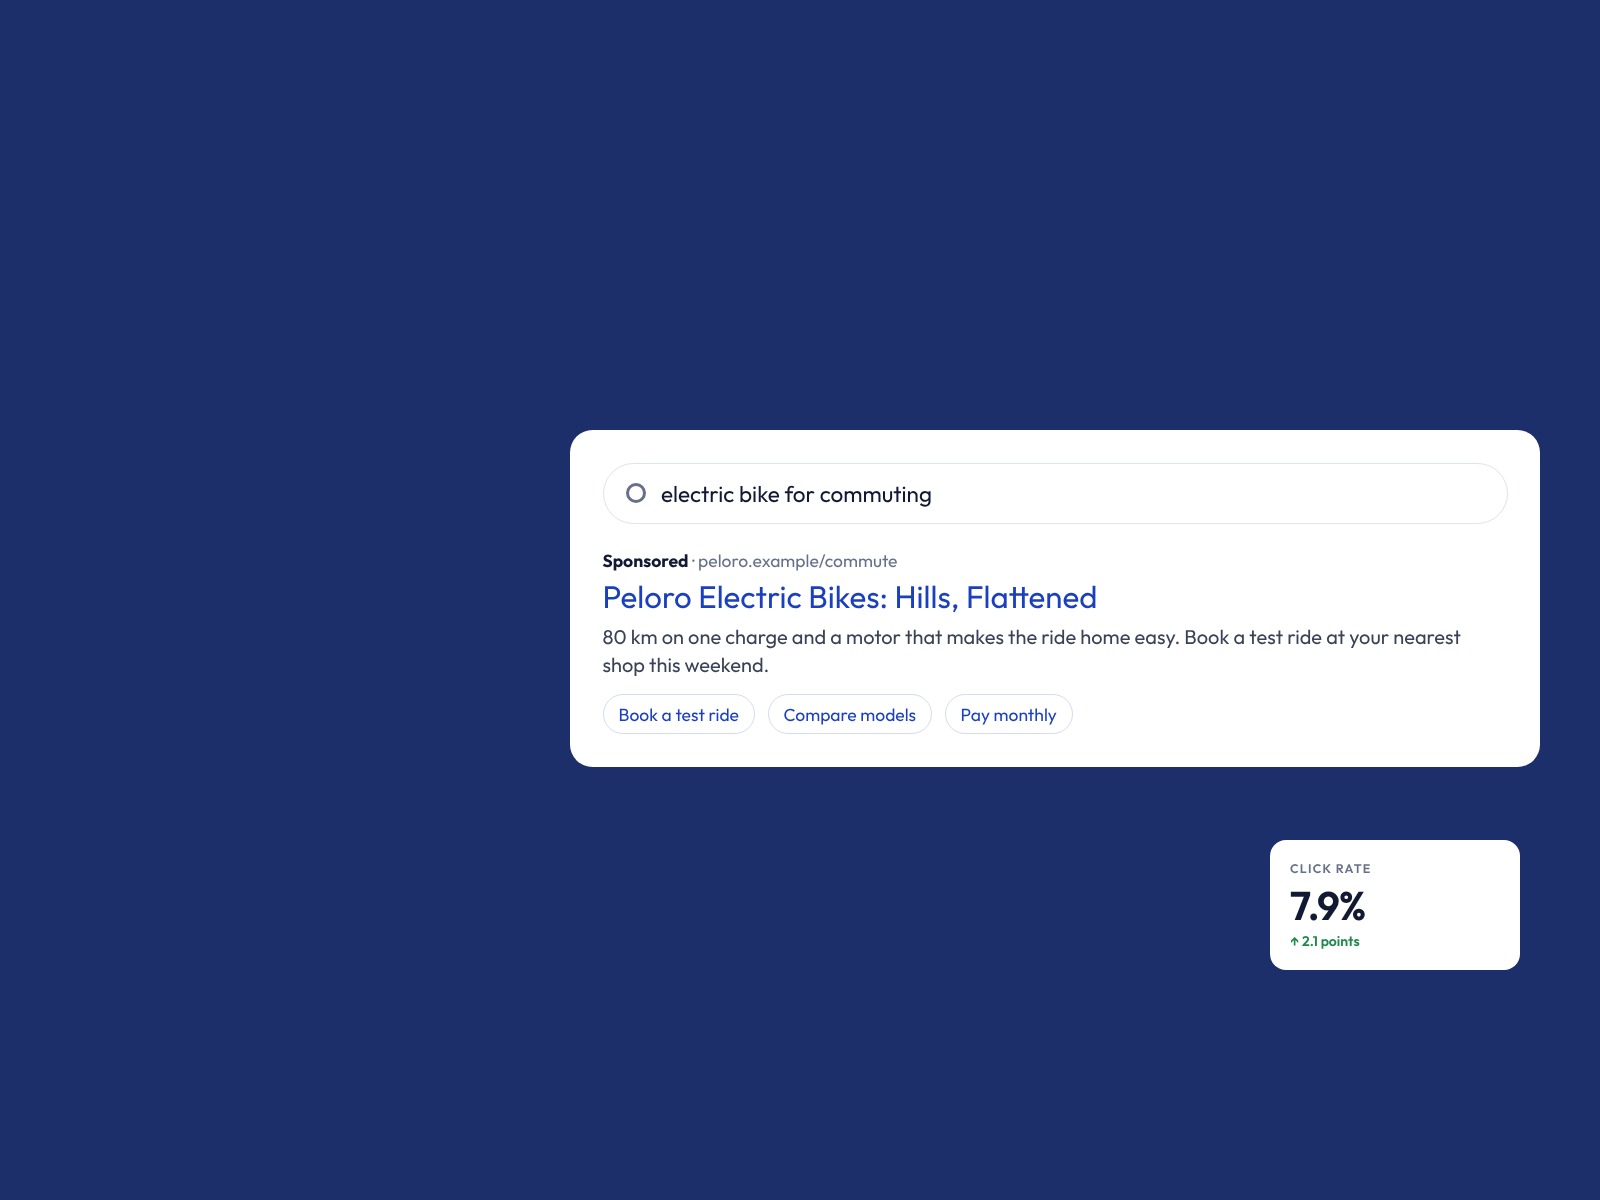 electric bike for commuting
Sponsored · peloro.example/commute
Peloro Electric Bikes: Hills, Flattened
80 km on one charge and a motor that makes the ride home easy. Book a test ride at your nearest
shop this weekend.
Book a test ride
Compare models
Pay monthly
CLICK RATE
7.9%
↑ 2.1 points